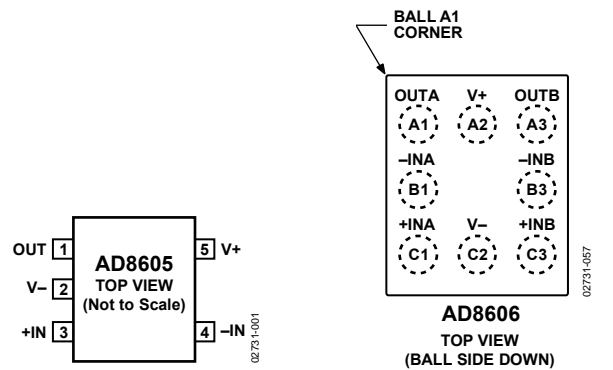 OUT 1
V– 2
+IN 3
AD8605
TOP VIEW
(Not to Scale)
5 V+
4 –IN
02731-001
BALL A1
CORNER
OUTA V+ OUTB
A1 A2 A3
–INA –INB
B1 B3
+INA V– +INB
C1 C2 C3
02731-057
AD8606
TOP VIEW
(BALL SIDE DOWN)